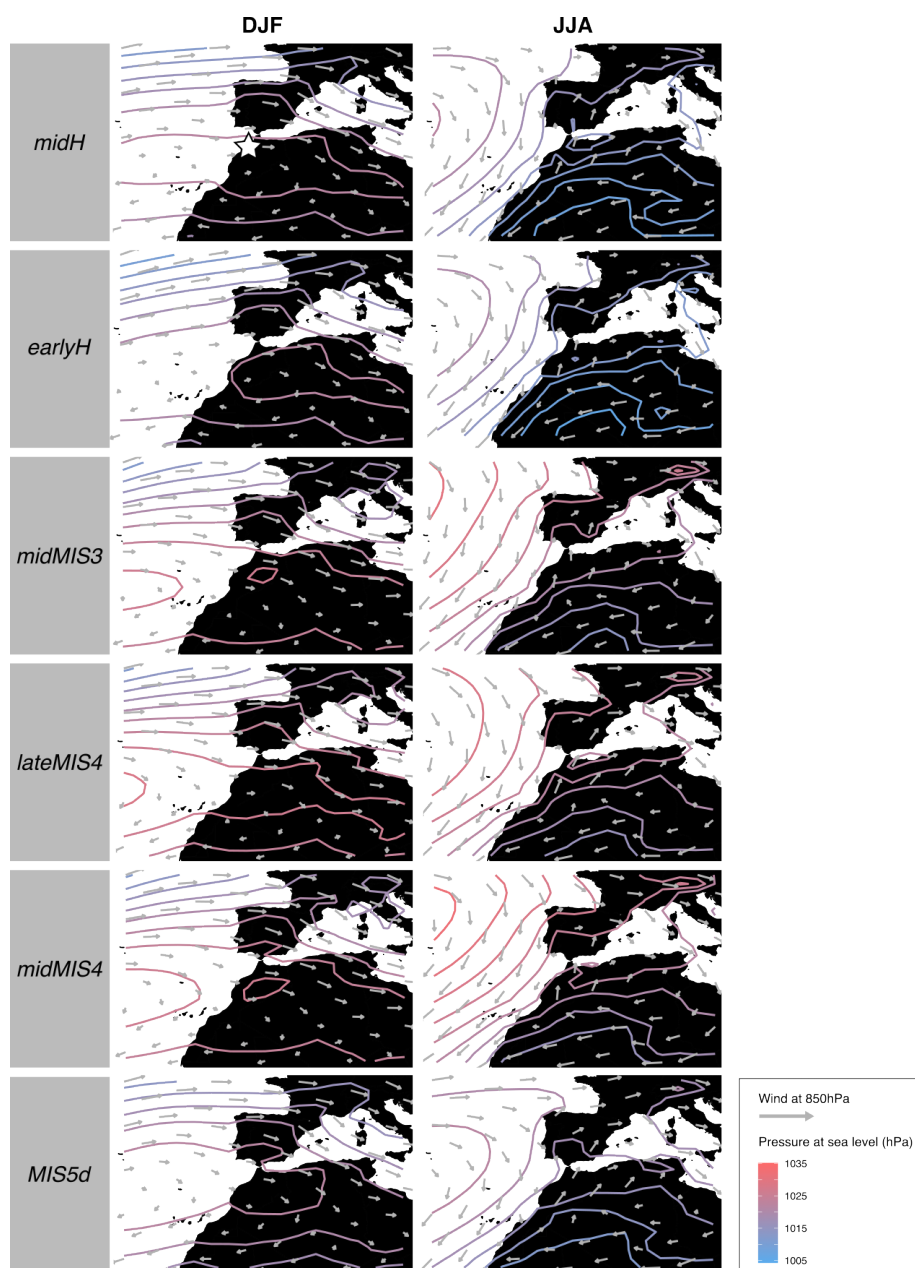 DJF JJA
midH
earlyH
midMIS3
lateMIS4
midMIS4
MIS5d
Wind at 850hPa
Pressure at sea level (hPa)
1035
1025
1015
1005